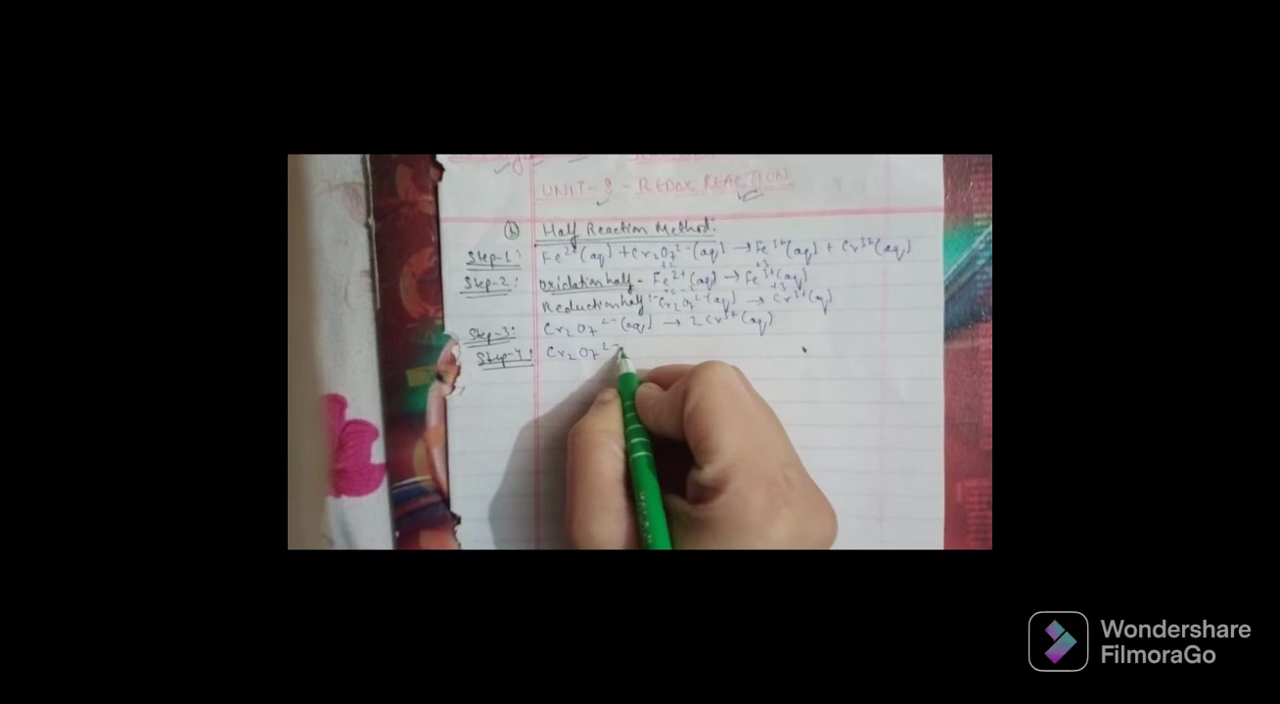 UNIT-8-REDOX REACTION
(b) Half Reaction Method:
Step-1: Fe²⁺(aq) + Cr₂O₇²⁻(aq) → Fe³⁺(aq) + Cr³⁺(aq)
Step-2: Oxidation half - Fe²⁺(aq) → Fe³⁺(aq)
Reduction half:- Cr₂O₇²⁻(aq) → Cr³⁺(aq)
Step-3: Cr₂O₇²⁻(aq) → 2Cr³⁺(aq)
Step-4: Cr₂O₇²⁻
Wondershare
FilmoraGo